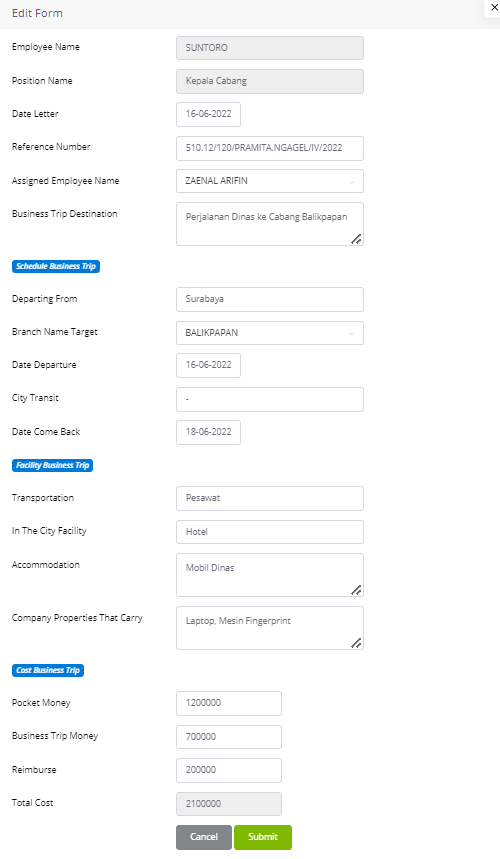 Edit Form
×
Employee Name SUNTORO
Position Name Kepala Cabang
Date Letter 16-06-2022
Reference Number 510.12/120/PRAMITA.NGAGEL/IV/2022
Assigned Employee Name ZAENAL ARIFIN
Business Trip Destination Perjalanan Dinas ke Cabang Balikpapan
Schedule Business Trip
Departing From Surabaya
Branch Name Target BALIKPAPAN
Date Departure 16-06-2022
City Transit -
Date Come Back 18-06-2022
Facility Business Trip
Transportation Pesawat
In The City Facility Hotel
Accommodation Mobil Dinas
Company Properties That Carry Laptop, Mesin Fingerprint
Cost Business Trip
Pocket Money 1200000
Business Trip Money 700000
Reimburse 200000
Total Cost 2100000
Cancel Submit